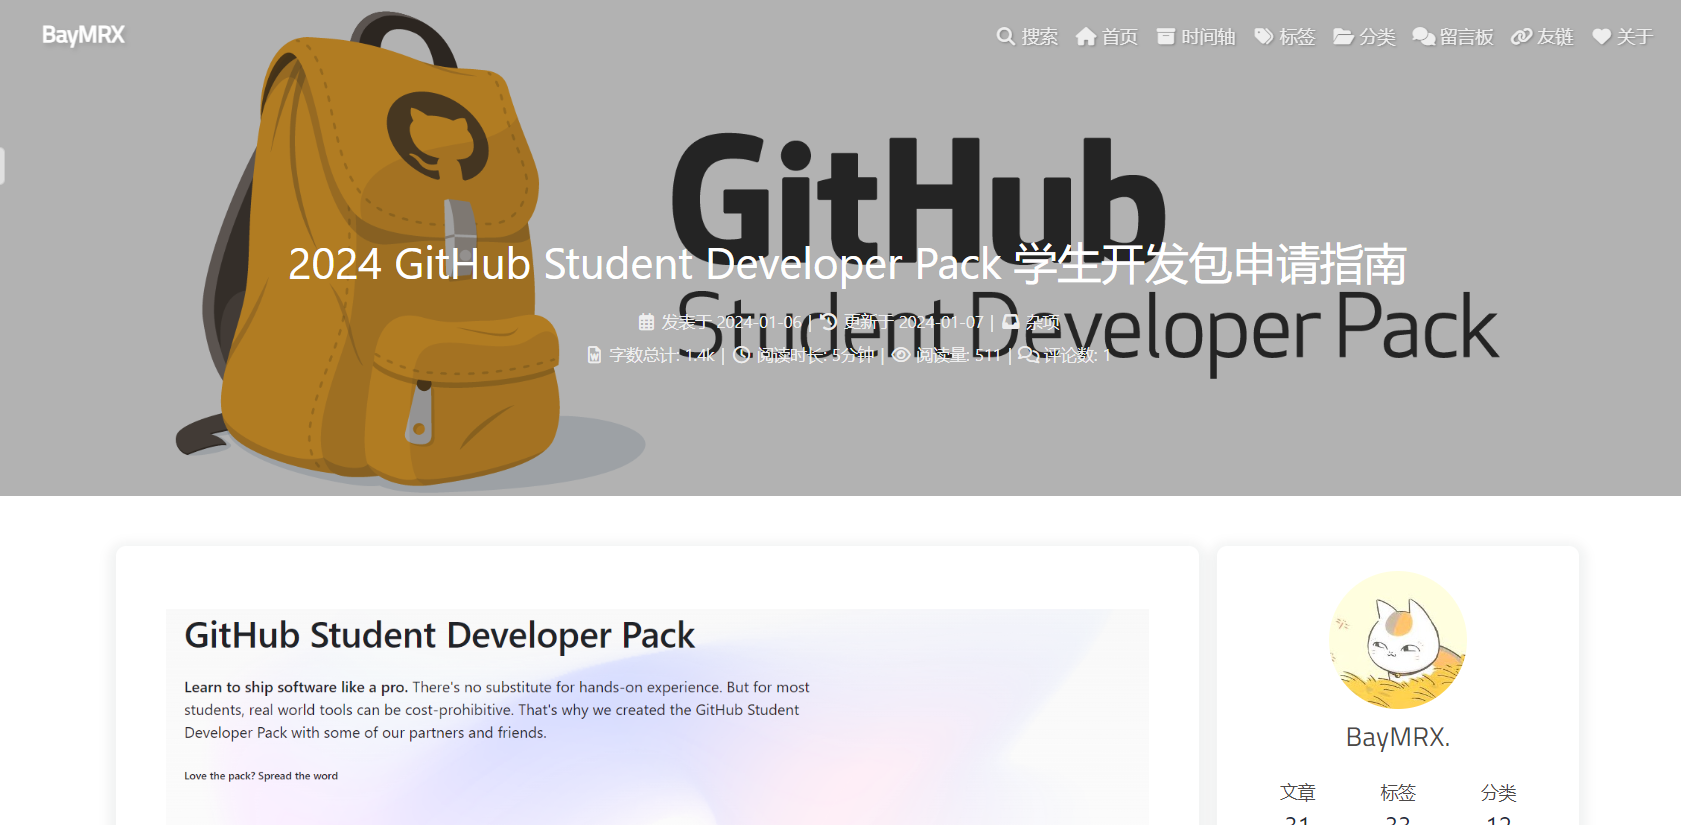 BayMRX
搜索 首页 时间轴 标签 分类 留言板 友链 关于
GitHub
Student Developer Pack
2024 GitHub Student Developer Pack 学生开发包申请指南
发表于 2024-01-06 | 更新于 2024-01-07 | 杂项
字数总计: 1.4k | 阅读时长: 5分钟 | 阅读量: 511 | 评论数: 1
GitHub Student Developer Pack
Learn to ship software like a pro. There's no substitute for hands-on experience. But for most
students, real world tools can be cost-prohibitive. That's why we created the GitHub Student
Developer Pack with some of our partners and friends.
Love the pack? Spread the word
BayMRX.
文章 标签 分类